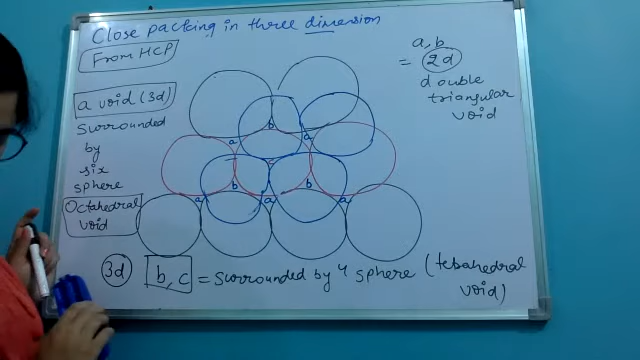 Close packing in three dimension
From HCP
a void (3d)
surrounded
by
six
sphere
Octahedral
void
a, b
= 2d
double
triangular
void
b
a
a
c
b
b
a
a
a
3d
b, c = surrounded by 4 sphere (tetahedral
void)